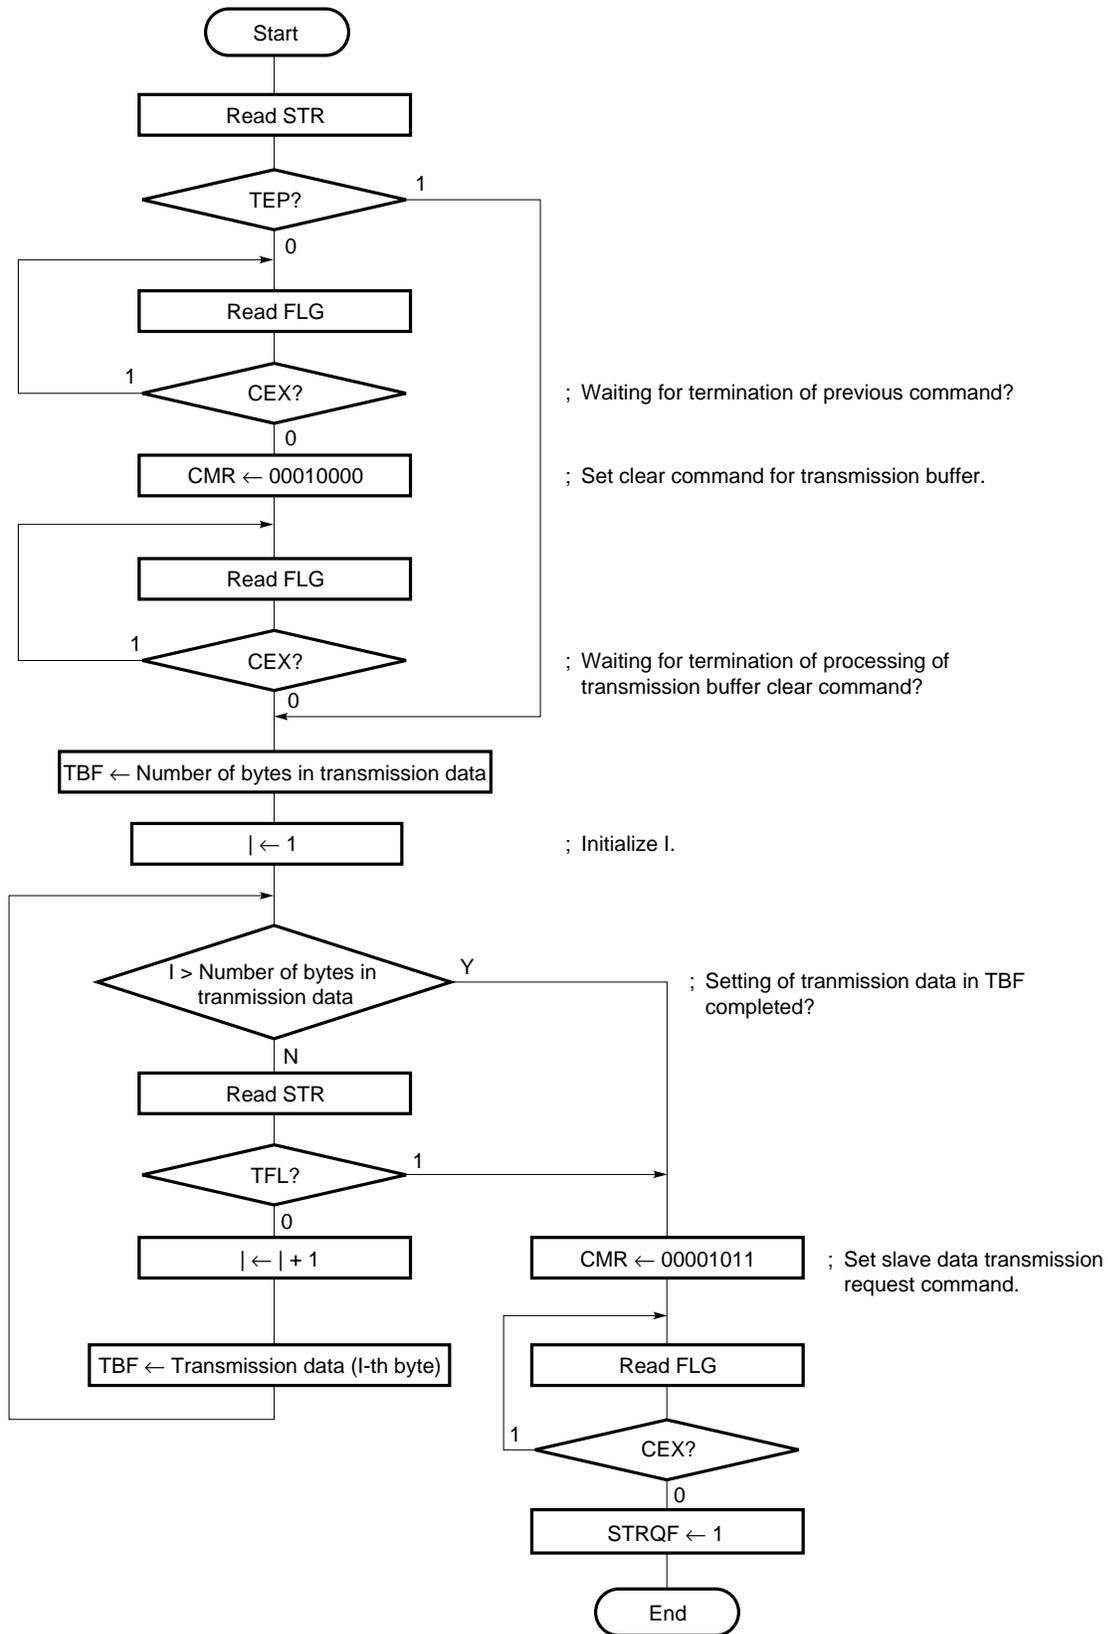 Start
Read STR
TEP?
1
0
Read FLG
1
CEX?
; Waiting for termination of previous command?
0
CMR ← 00010000
; Set clear command for transmission buffer.
Read FLG
1
CEX?
; Waiting for termination of processing of
transmission buffer clear command?
0
TBF ← Number of bytes in transmission data
| ← 1
; Initialize I.
I > Number of bytes in
tranmission data
Y
; Setting of tranmission data in TBF
completed?
N
Read STR
TFL?
1
0
| ← | + 1
CMR ← 00001011
; Set slave data transmission
request command.
TBF ← Transmission data (I-th byte)
Read FLG
1
CEX?
0
STRQF ← 1
End